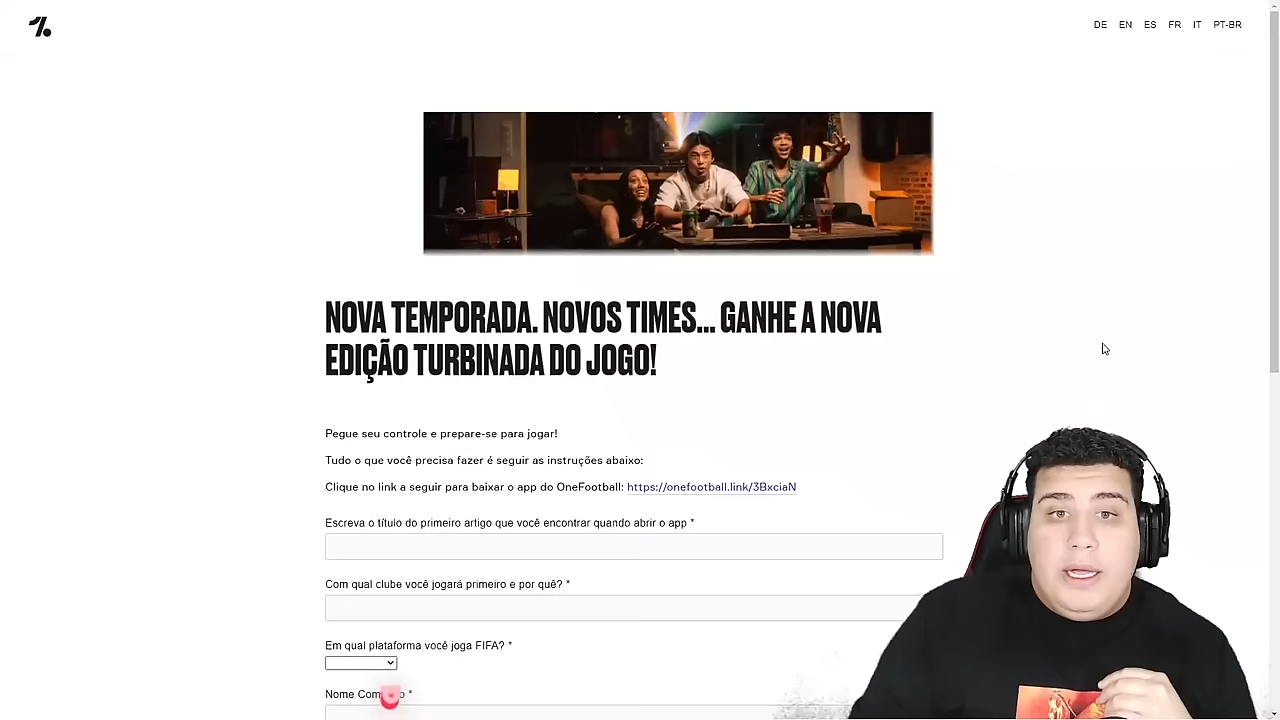 DE EN ES FR IT PT-BR
NOVA TEMPORADA. NOVOS TIMES... GANHE A NOVA
EDIÇÃO TURBINADA DO JOGO!
Pegue seu controle e prepare-se para jogar!
Tudo o que você precisa fazer é seguir as instruções abaixo:
Clique no link a seguir para baixar o app do OneFootball: https://onefootball.link/3BxciaN
Escreva o título do primeiro artigo que você encontrar quando abrir o app *
Com qual clube você jogará primeiro e por quê? *
Em qual plataforma você joga FIFA? *
Nome *